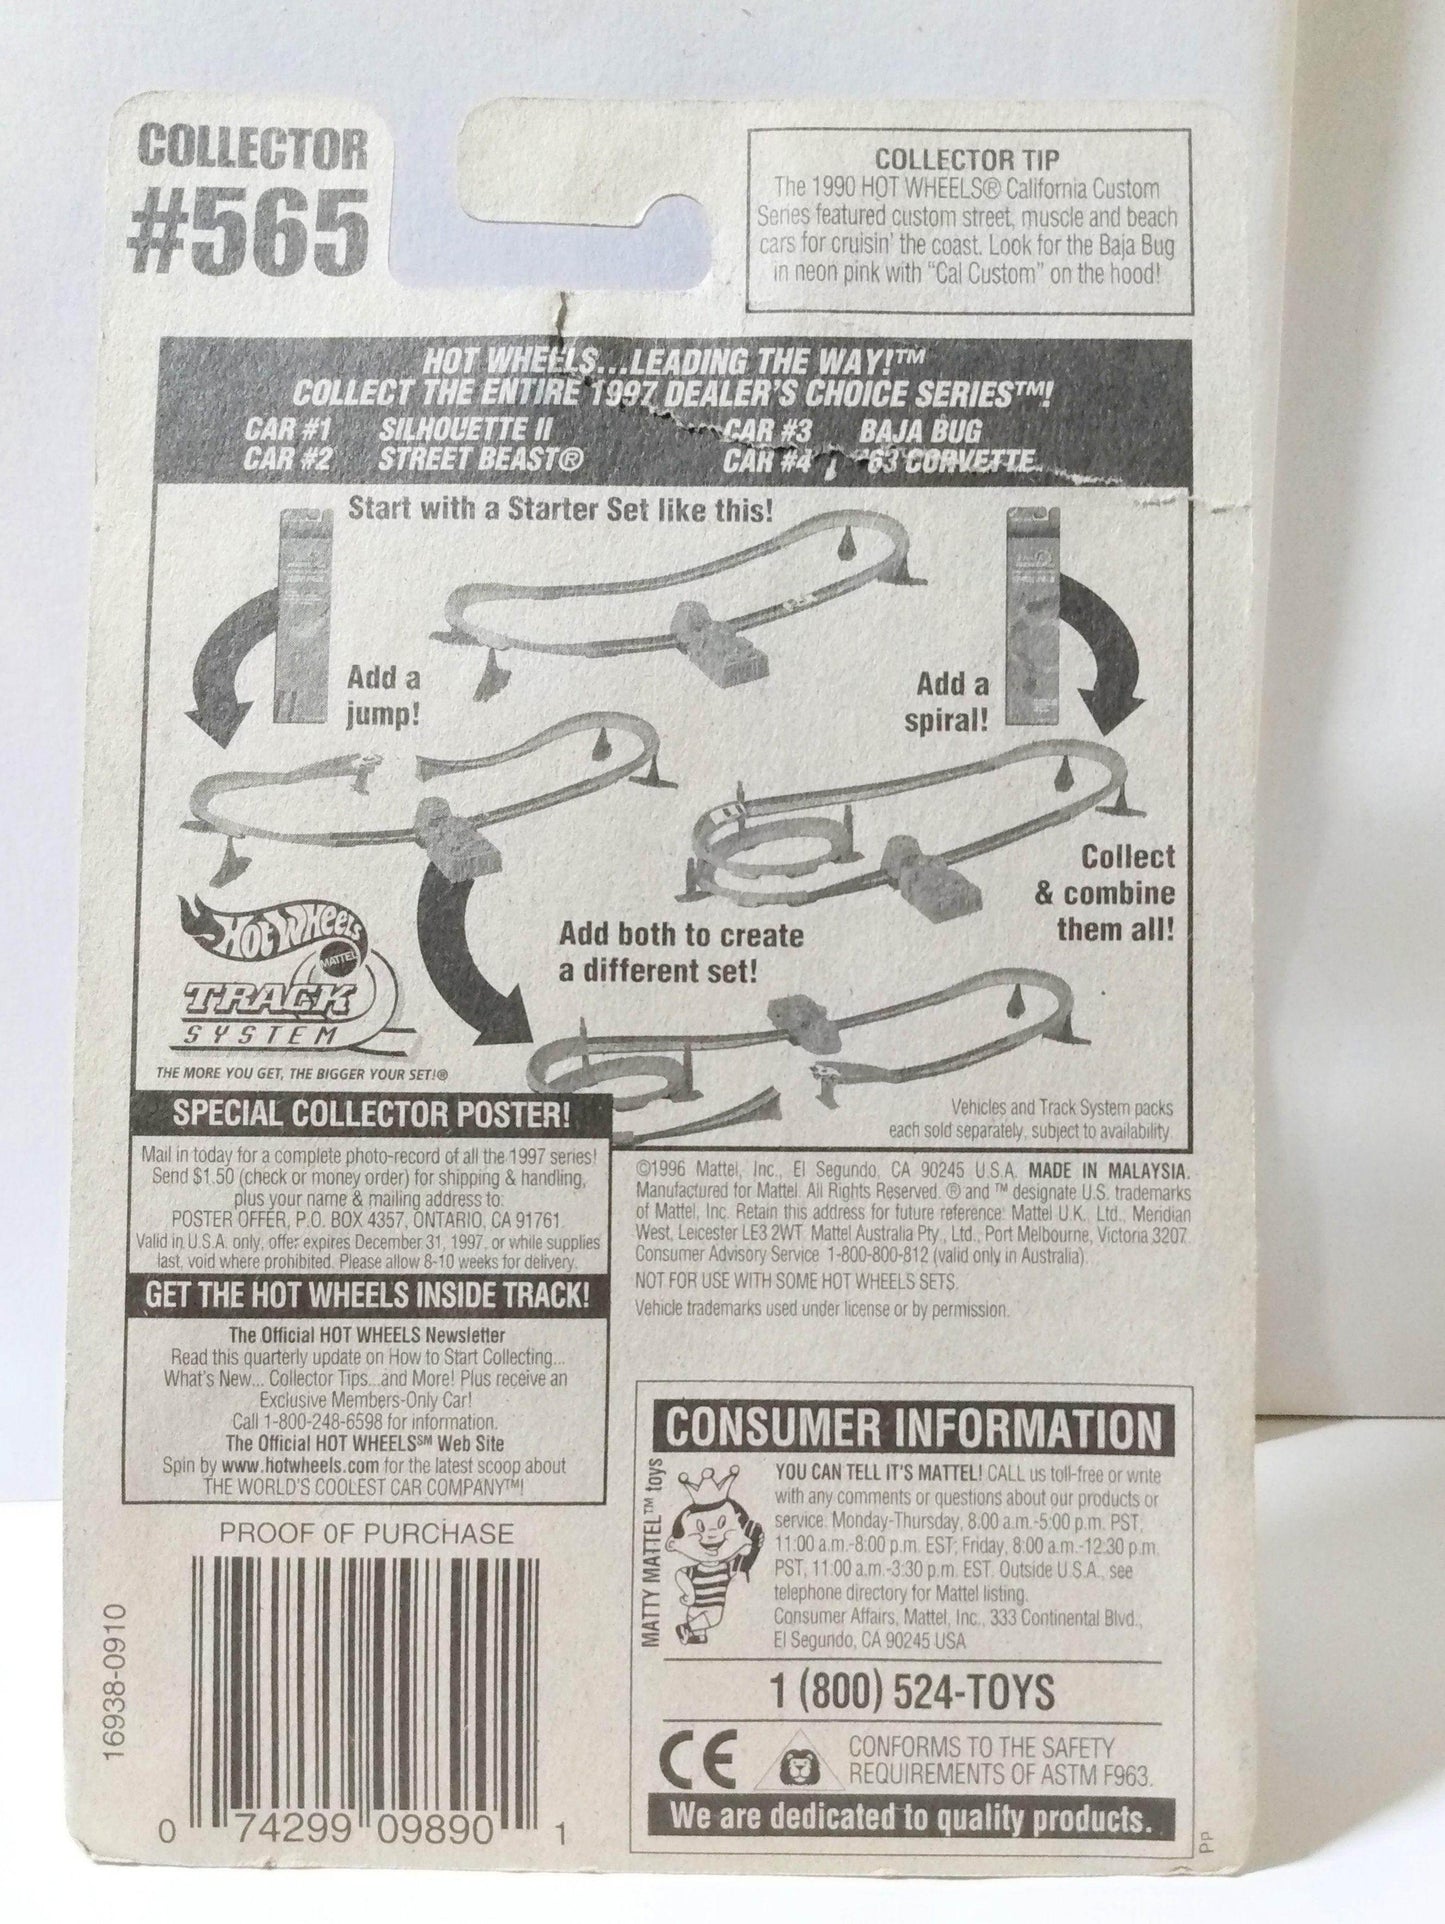 COLLECTOR
#565
COLLECTOR TIP
The 1990 HOT WHEELS® California Custom
Series featured custom street, muscle and beach
cars for cruisin' the coast. Look for the Baja Bug
in neon pink with "Cal Custom" on the hood!
HOT WHEELS...LEADING THE WAY!™
COLLECT THE ENTIRE 1997 DEALER'S CHOICE SERIES™!
CAR #1 SILHOUETTE II CAR #3 BAJA BUG
CAR #2 STREET BEAST® CAR #4 '63 CORVETTE
Start with a Starter Set like this!
Add a
jump!
Add a
spiral!
Collect
& combine
them all!
Add both to create
a different set!
Hot Wheels
MATTEL
TRACK
SYSTEM
THE MORE YOU GET, THE BIGGER YOUR SET!®
Vehicles and Track System packs
each sold separately, subject to availability.
SPECIAL COLLECTOR POSTER!
Mail in today for a complete photo-record of all the 1997 series!
Send $1.50 (check or money order) for shipping & handling,
plus your name & mailing address to:
POSTER OFFER, P.O. BOX 4357, ONTARIO, CA 91761.
Valid in U.S.A. only, offer expires December 31, 1997, or while supplies
last, void where prohibited. Please allow 8-10 weeks for delivery.
GET THE HOT WHEELS INSIDE TRACK!
The Official HOT WHEELS Newsletter
Read this quarterly update on How to Start Collecting...
What's New... Collector Tips...and More! Plus receive an
Exclusive Members-Only Car!
Call 1-800-248-6598 for information.
The Official HOT WHEELS℠ Web Site
Spin by www.hotwheels.com for the latest scoop about
THE WORLD'S COOLEST CAR COMPANY™!
©1996 Mattel, Inc., El Segundo, CA 90245 U.S.A. MADE IN MALAYSIA.
Manufactured for Mattel. All Rights Reserved. ® and ™ designate U.S. trademarks
of Mattel, Inc. Retain this address for future reference: Mattel U.K. Ltd., Meridian
West, Leicester LE3 2WT. Mattel Australia Pty., Ltd., Port Melbourne, Victoria 3207.
Consumer Advisory Service 1-800-800-812 (valid only in Australia).
NOT FOR USE WITH SOME HOT WHEELS SETS.
Vehicle trademarks used under license or by permission.
PROOF OF PURCHASE
16938-0910
0 74299 09890 1
CONSUMER INFORMATION
MATTY MATTEL™ toys
YOU CAN TELL IT'S MATTEL! CALL us toll-free or write
with any comments or questions about our products or
service. Monday-Thursday, 8:00 a.m.-5:00 p.m. PST,
11:00 a.m.-8:00 p.m. EST; Friday, 8:00 a.m.-12:30 p.m.
PST, 11:00 a.m.-3:30 p.m. EST. Outside U.S.A., see
telephone directory for Mattel listing.
Consumer Affairs, Mattel, Inc., 333 Continental Blvd.,
El Segundo, CA 90245 USA
1 (800) 524-TOYS
CE
CONFORMS TO THE SAFETY
REQUIREMENTS OF ASTM F963.
We are dedicated to quality products.
Pp